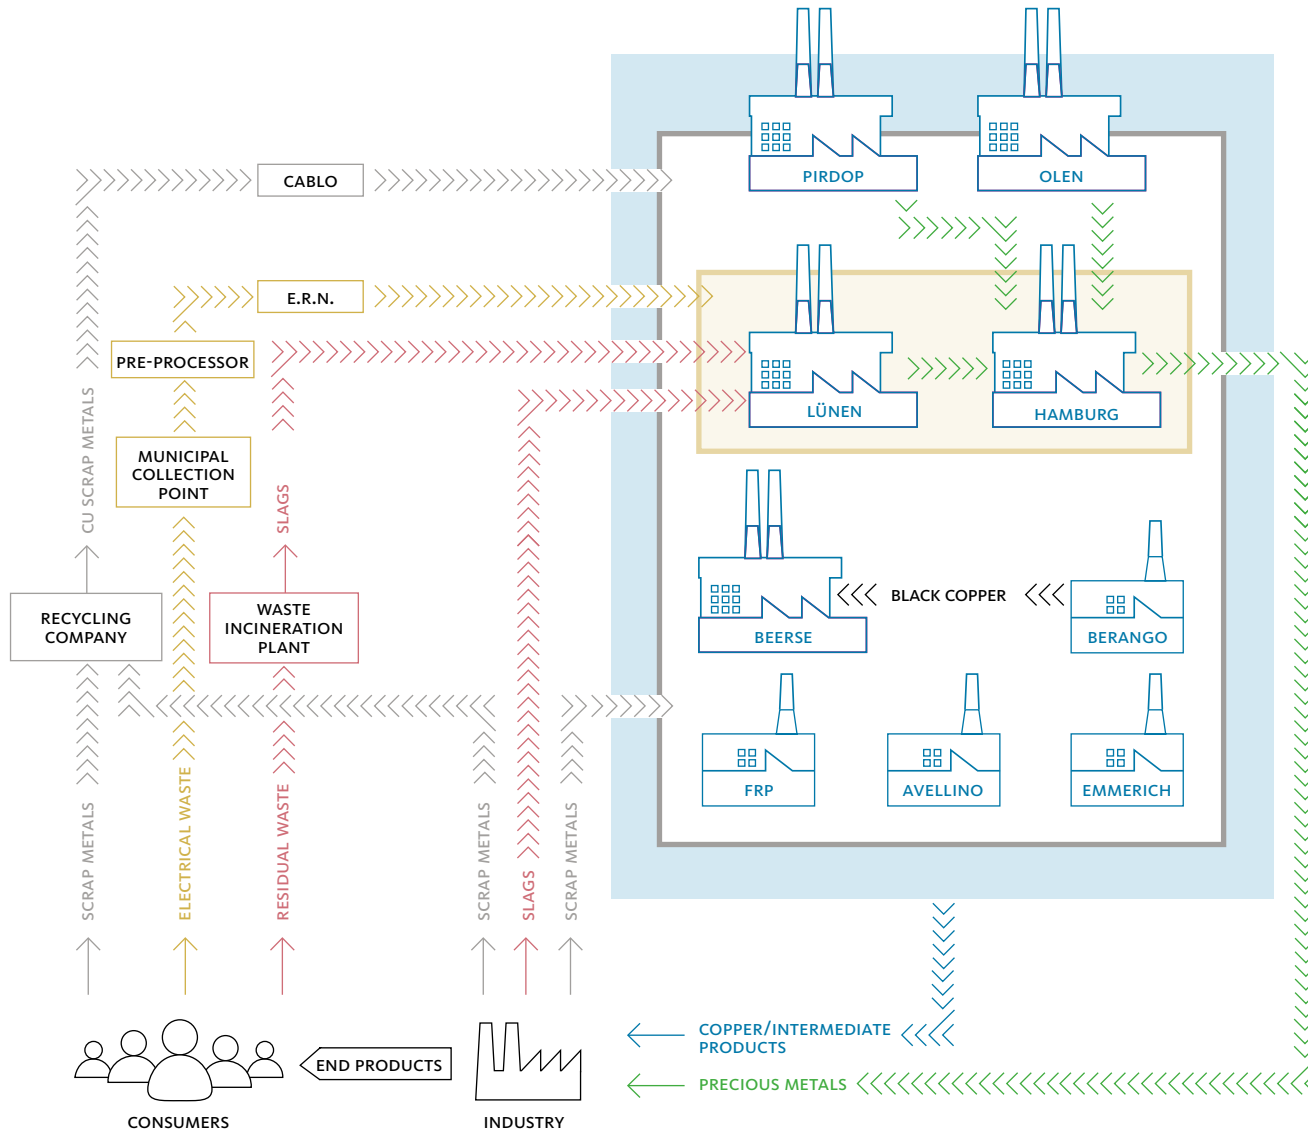 PIRDOP
OLEN
CABLO
E.R.N.
PRE-PROCESSOR
LÜNEN
HAMBURG
CU SCRAP METALS
MUNICIPAL
COLLECTION
POINT
SLAGS
RECYCLING
COMPANY
WASTE
INCINERATION
PLANT
BLACK COPPER
BEERSE
BERANGO
FRP
AVELLINO
EMMERICH
SCRAP METALS
ELECTRICAL WASTE
RESIDUAL WASTE
SCRAP METALS
SLAGS
SCRAP METALS
COPPER/INTERMEDIATE
PRODUCTS
END PRODUCTS
PRECIOUS METALS
CONSUMERS
INDUSTRY